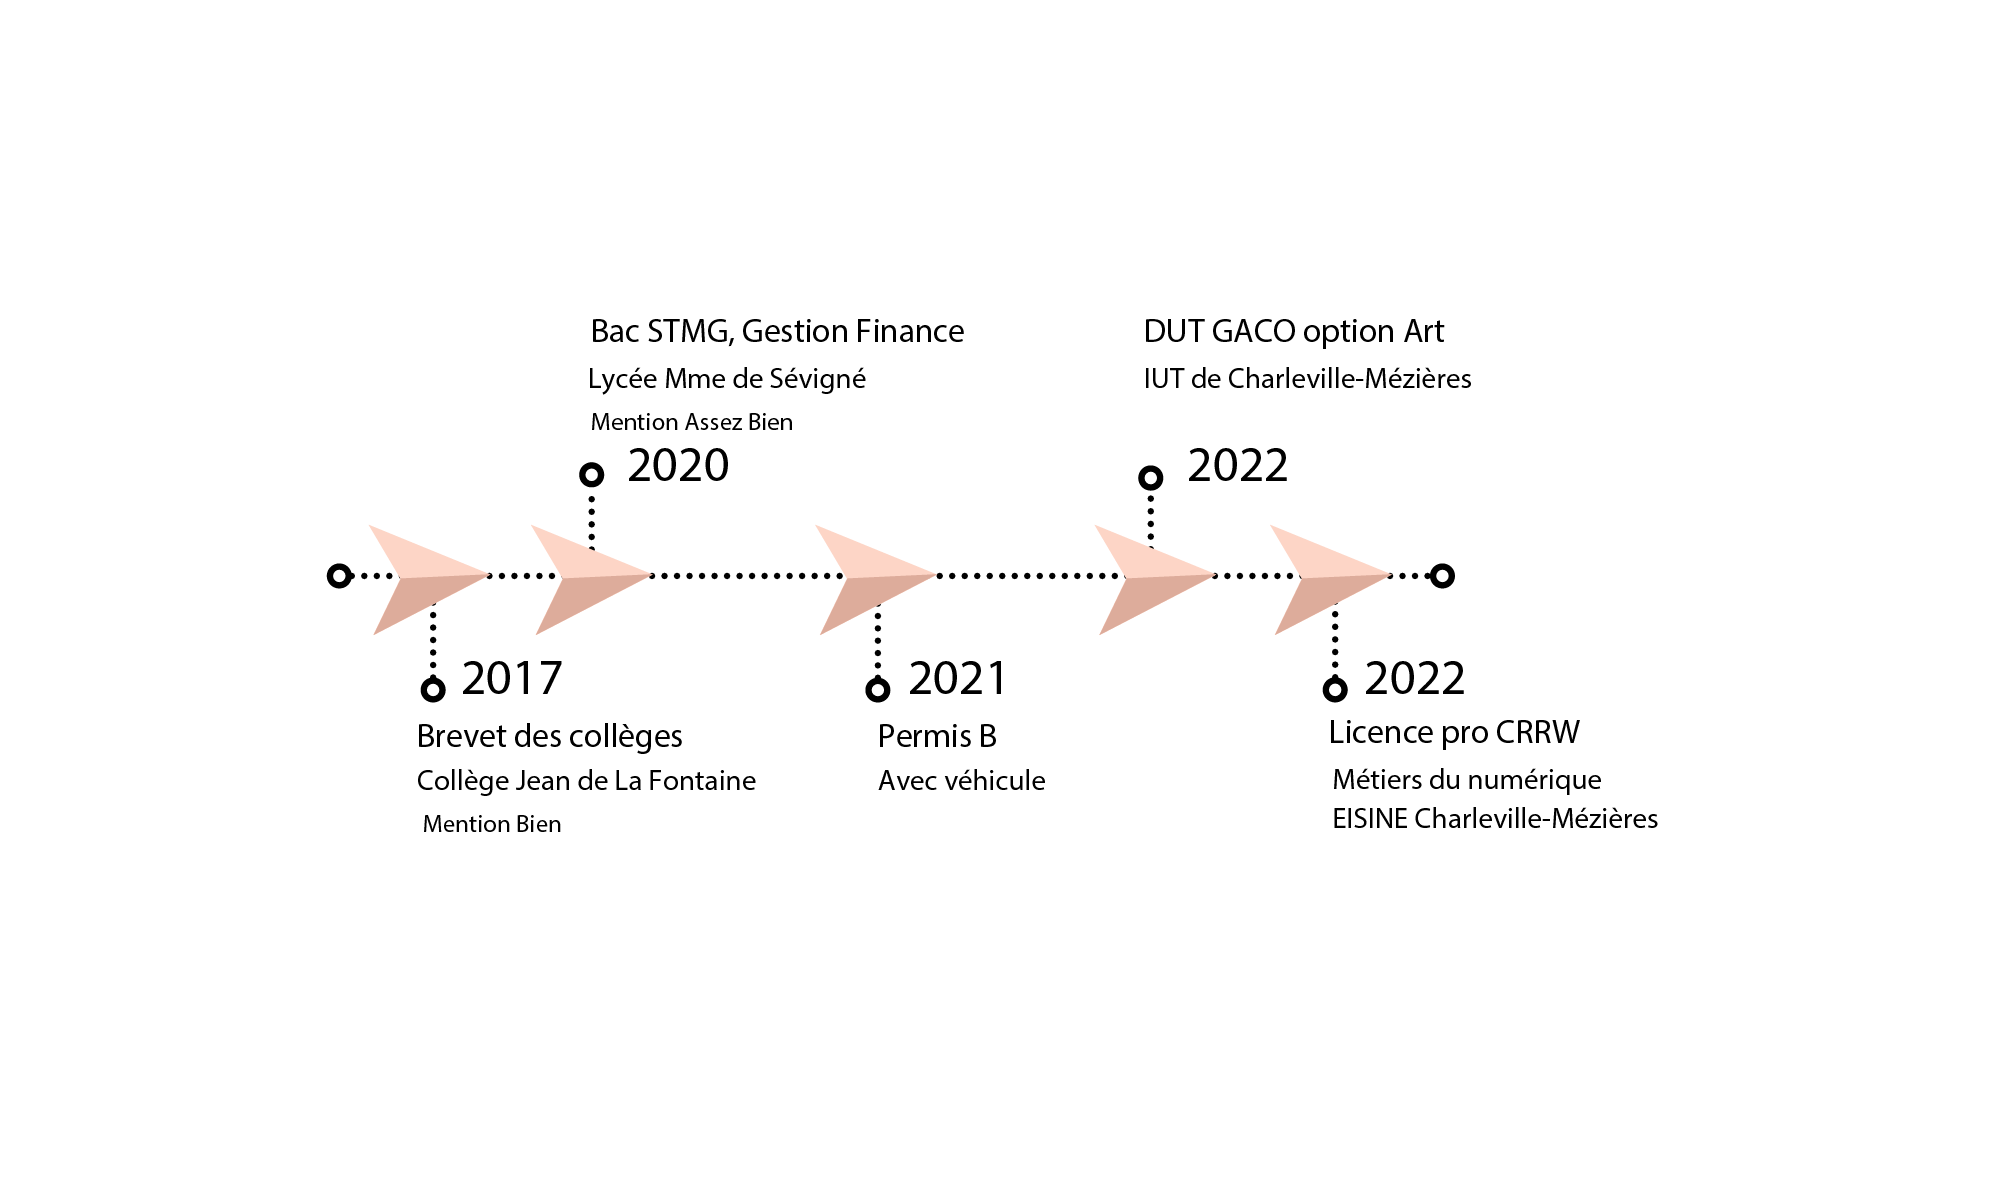 Bac STMG, Gestion Finance
Lycée Mme de Sévigné
Mention Assez Bien
2020
DUT GACO option Art
IUT de Charleville-Mézières
2022
2017
Brevet des collèges
Collège Jean de La Fontaine
Mention Bien
2021
Permis B
Avec véhicule
2022
Licence pro CRRW
Métiers du numérique
EISINE Charleville-Mézières